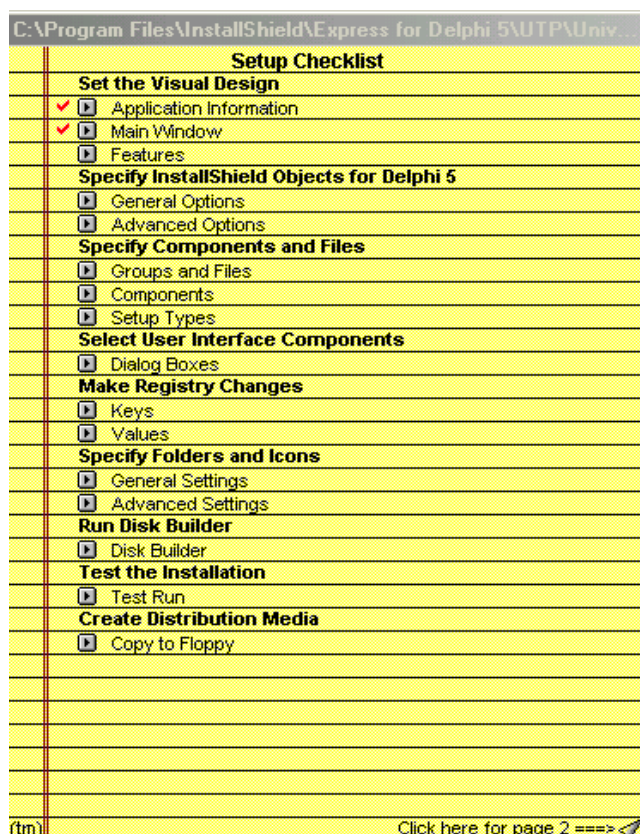 C:\Program Files\InstallShield\Express for Delphi 5\UTP\Univ...
Setup Checklist
Set the Visual Design
Application Information
Main Window
Features
Specify InstallShield Objects for Delphi 5
General Options
Advanced Options
Specify Components and Files
Groups and Files
Components
Setup Types
Select User Interface Components
Dialog Boxes
Make Registry Changes
Keys
Values
Specify Folders and Icons
General Settings
Advanced Settings
Run Disk Builder
Disk Builder
Test the Installation
Test Run
Create Distribution Media
Copy to Floppy
(tm) Click here for page 2 ===>